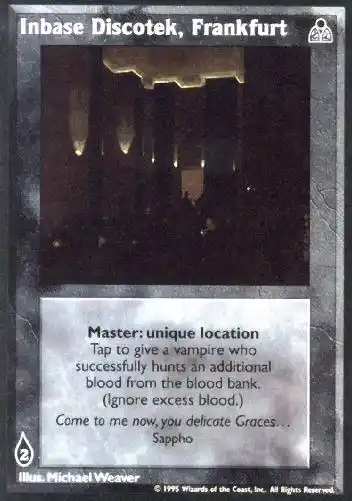 Inbase Discotek, Frankfurt
Master: unique location
Tap to give a vampire who
successfully hunts an additional
blood from the blood bank.
(Ignore excess blood.)
Come to me now, you delicate Graces...
Sappho
2
Illus. Michael Weaver
© 1995 Wizards of the Coast, Inc. All Rights Reserved.